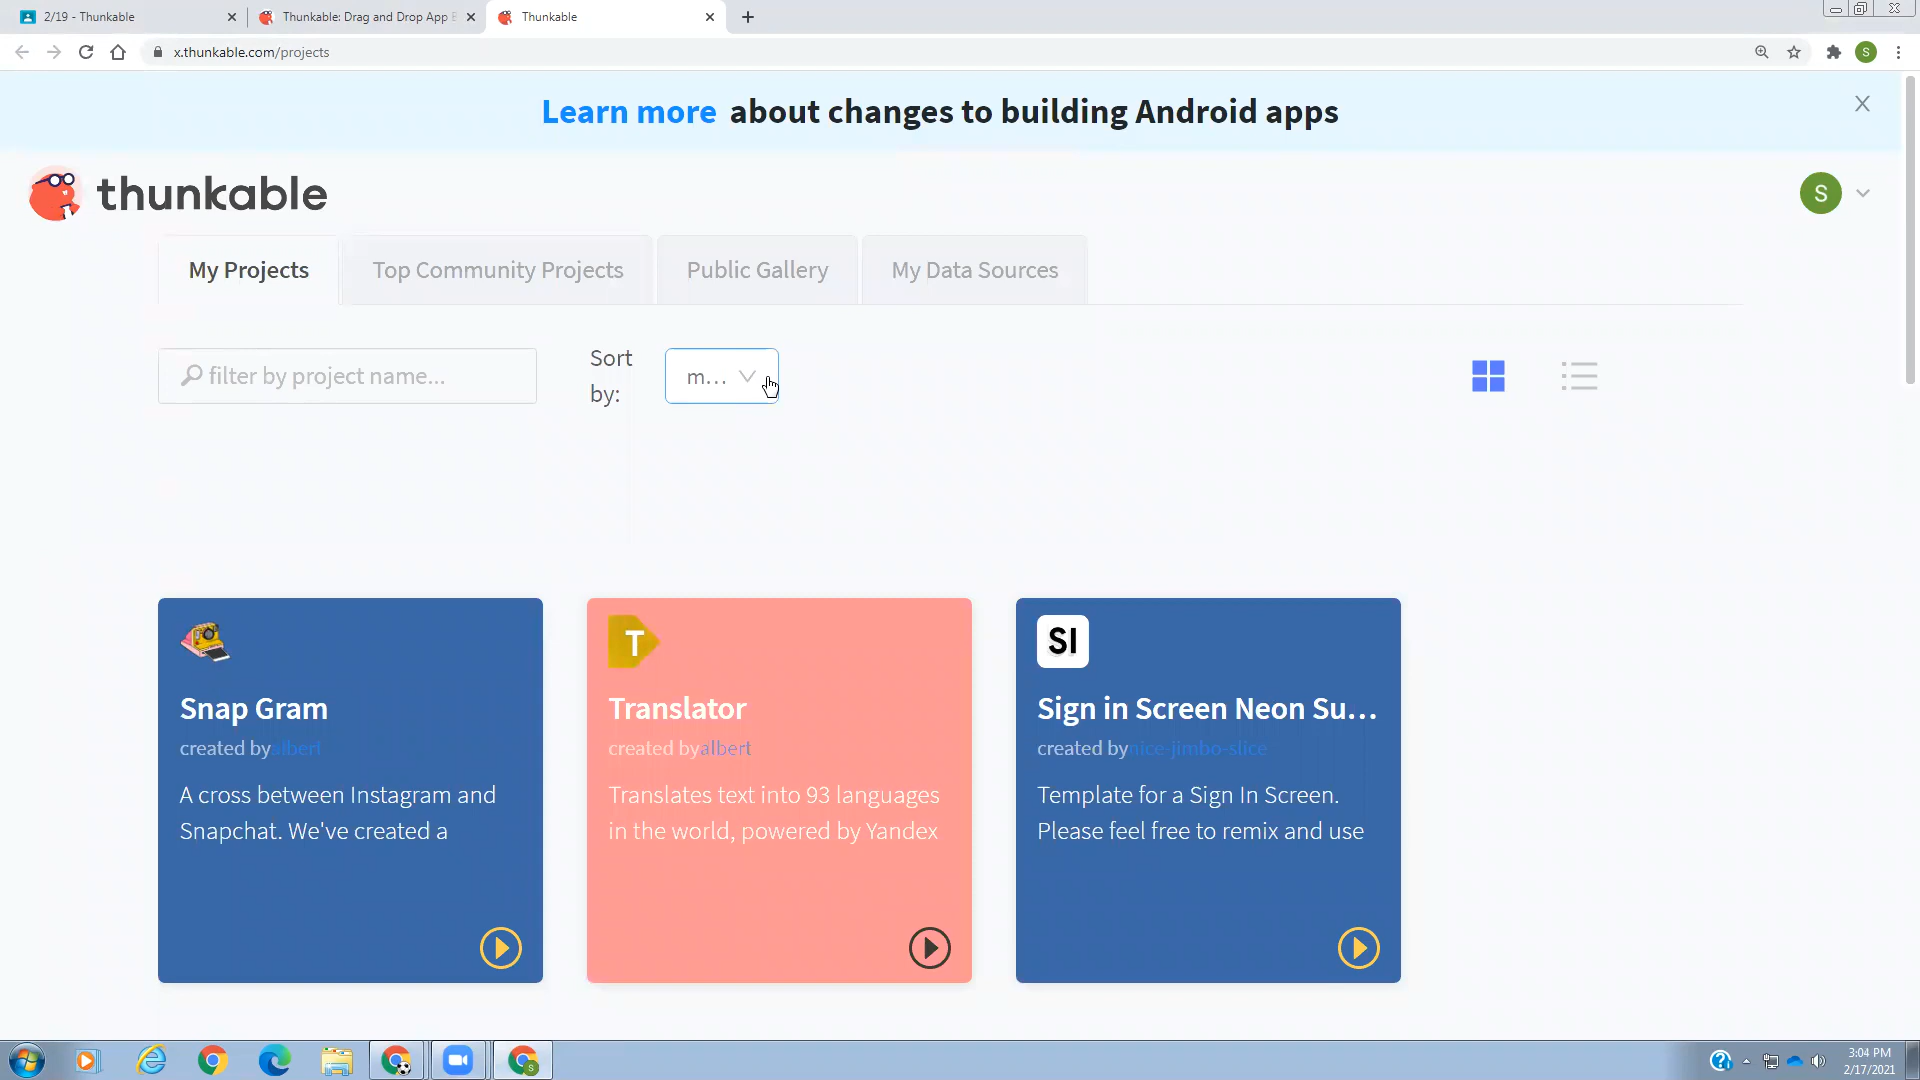 2/19 - Thunkable
Thunkable: Drag and Drop App B
Thunkable
x.thunkable.com/projects
S
Learn more about changes to building Android apps
thunkable
S
My Projects
Top Community Projects
Public Gallery
My Data Sources
filter by project name...
Sort
by:
m...
T
SI
Snap Gram
Translator
Sign in Screen Neon Su...
created by albert
created by albert
created by nice-jimbo-slice
A cross between Instagram and
Snapchat. We've created a
Translates text into 93 languages
in the world, powered by Yandex
Template for a Sign In Screen.
Please feel free to remix and use
3:04 PM
2/17/2021